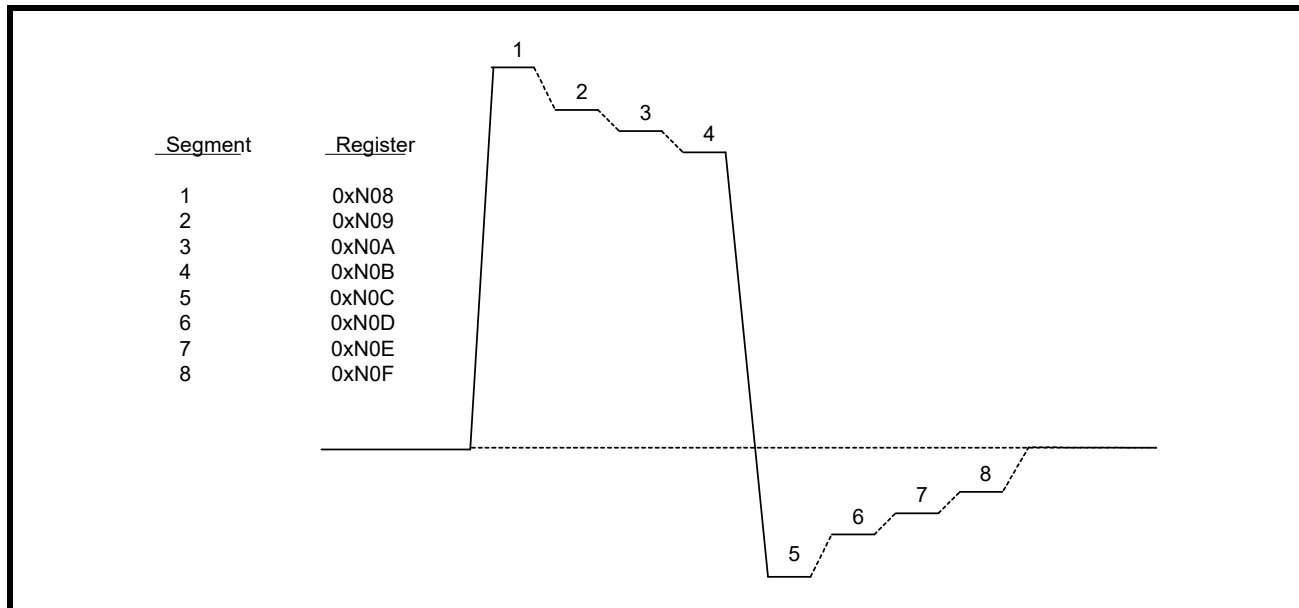 Segment Register
1 0xN08
2 0xN09
3 0xN0A
4 0xN0B
5 0xN0C
6 0xN0D
7 0xN0E
8 0xN0F
1
2
3
4
5
6
7
8